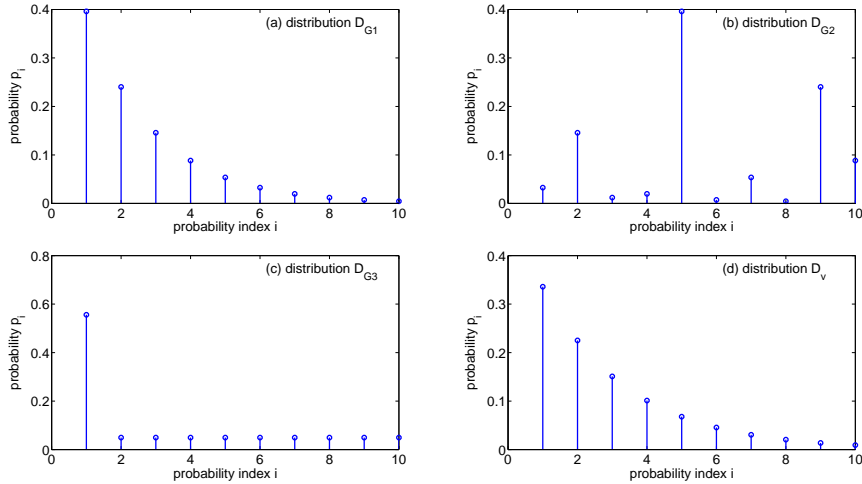 (a) distribution D_G1
probability p_i
0.4
0.3
0.2
0.1
0
0 2 4 6 8 10
probability index i
(b) distribution D_G2
probability p_i
0.4
0.3
0.2
0.1
0
0 2 4 6 8 10
probability index i
(c) distribution D_G3
probability p_i
0.8
0.6
0.4
0.2
0
0 2 4 6 8 10
probability index i
(d) distribution D_v
probability p_i
0.4
0.3
0.2
0.1
0
0 2 4 6 8 10
probability index i